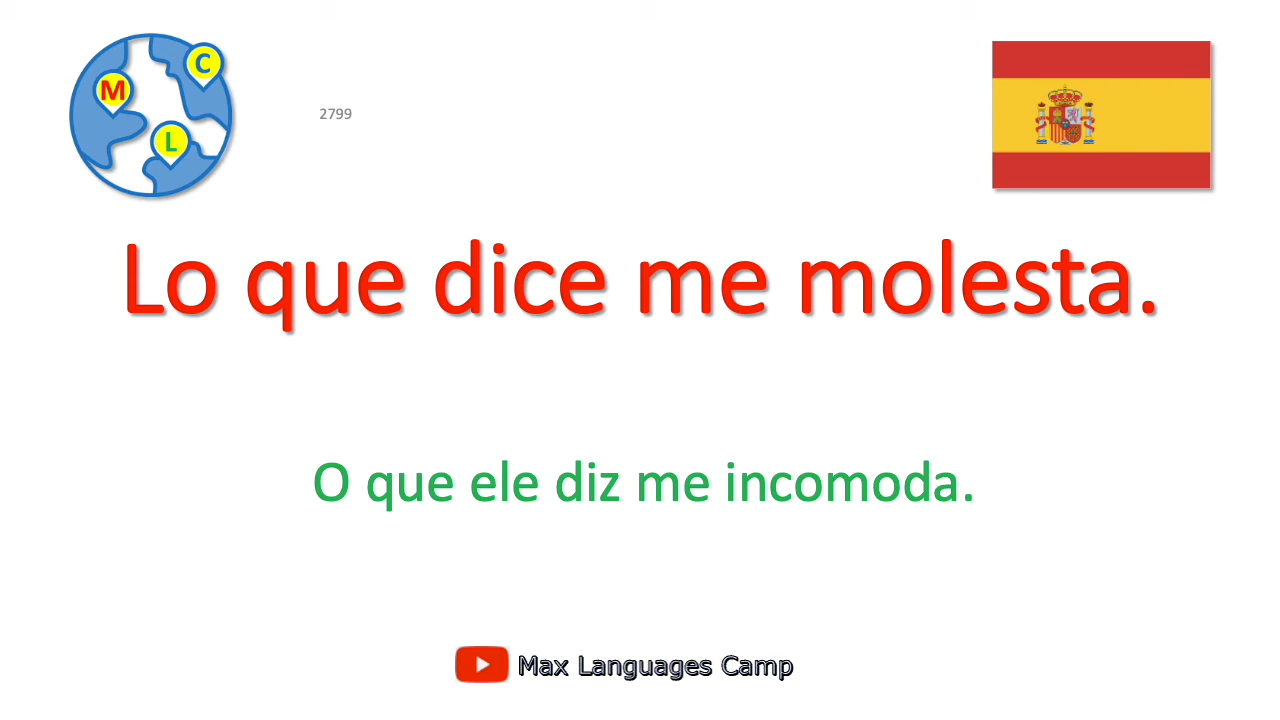 C
M
L
2799
Lo que dice me molesta.
O que ele diz me incomoda.
Max Languages Camp